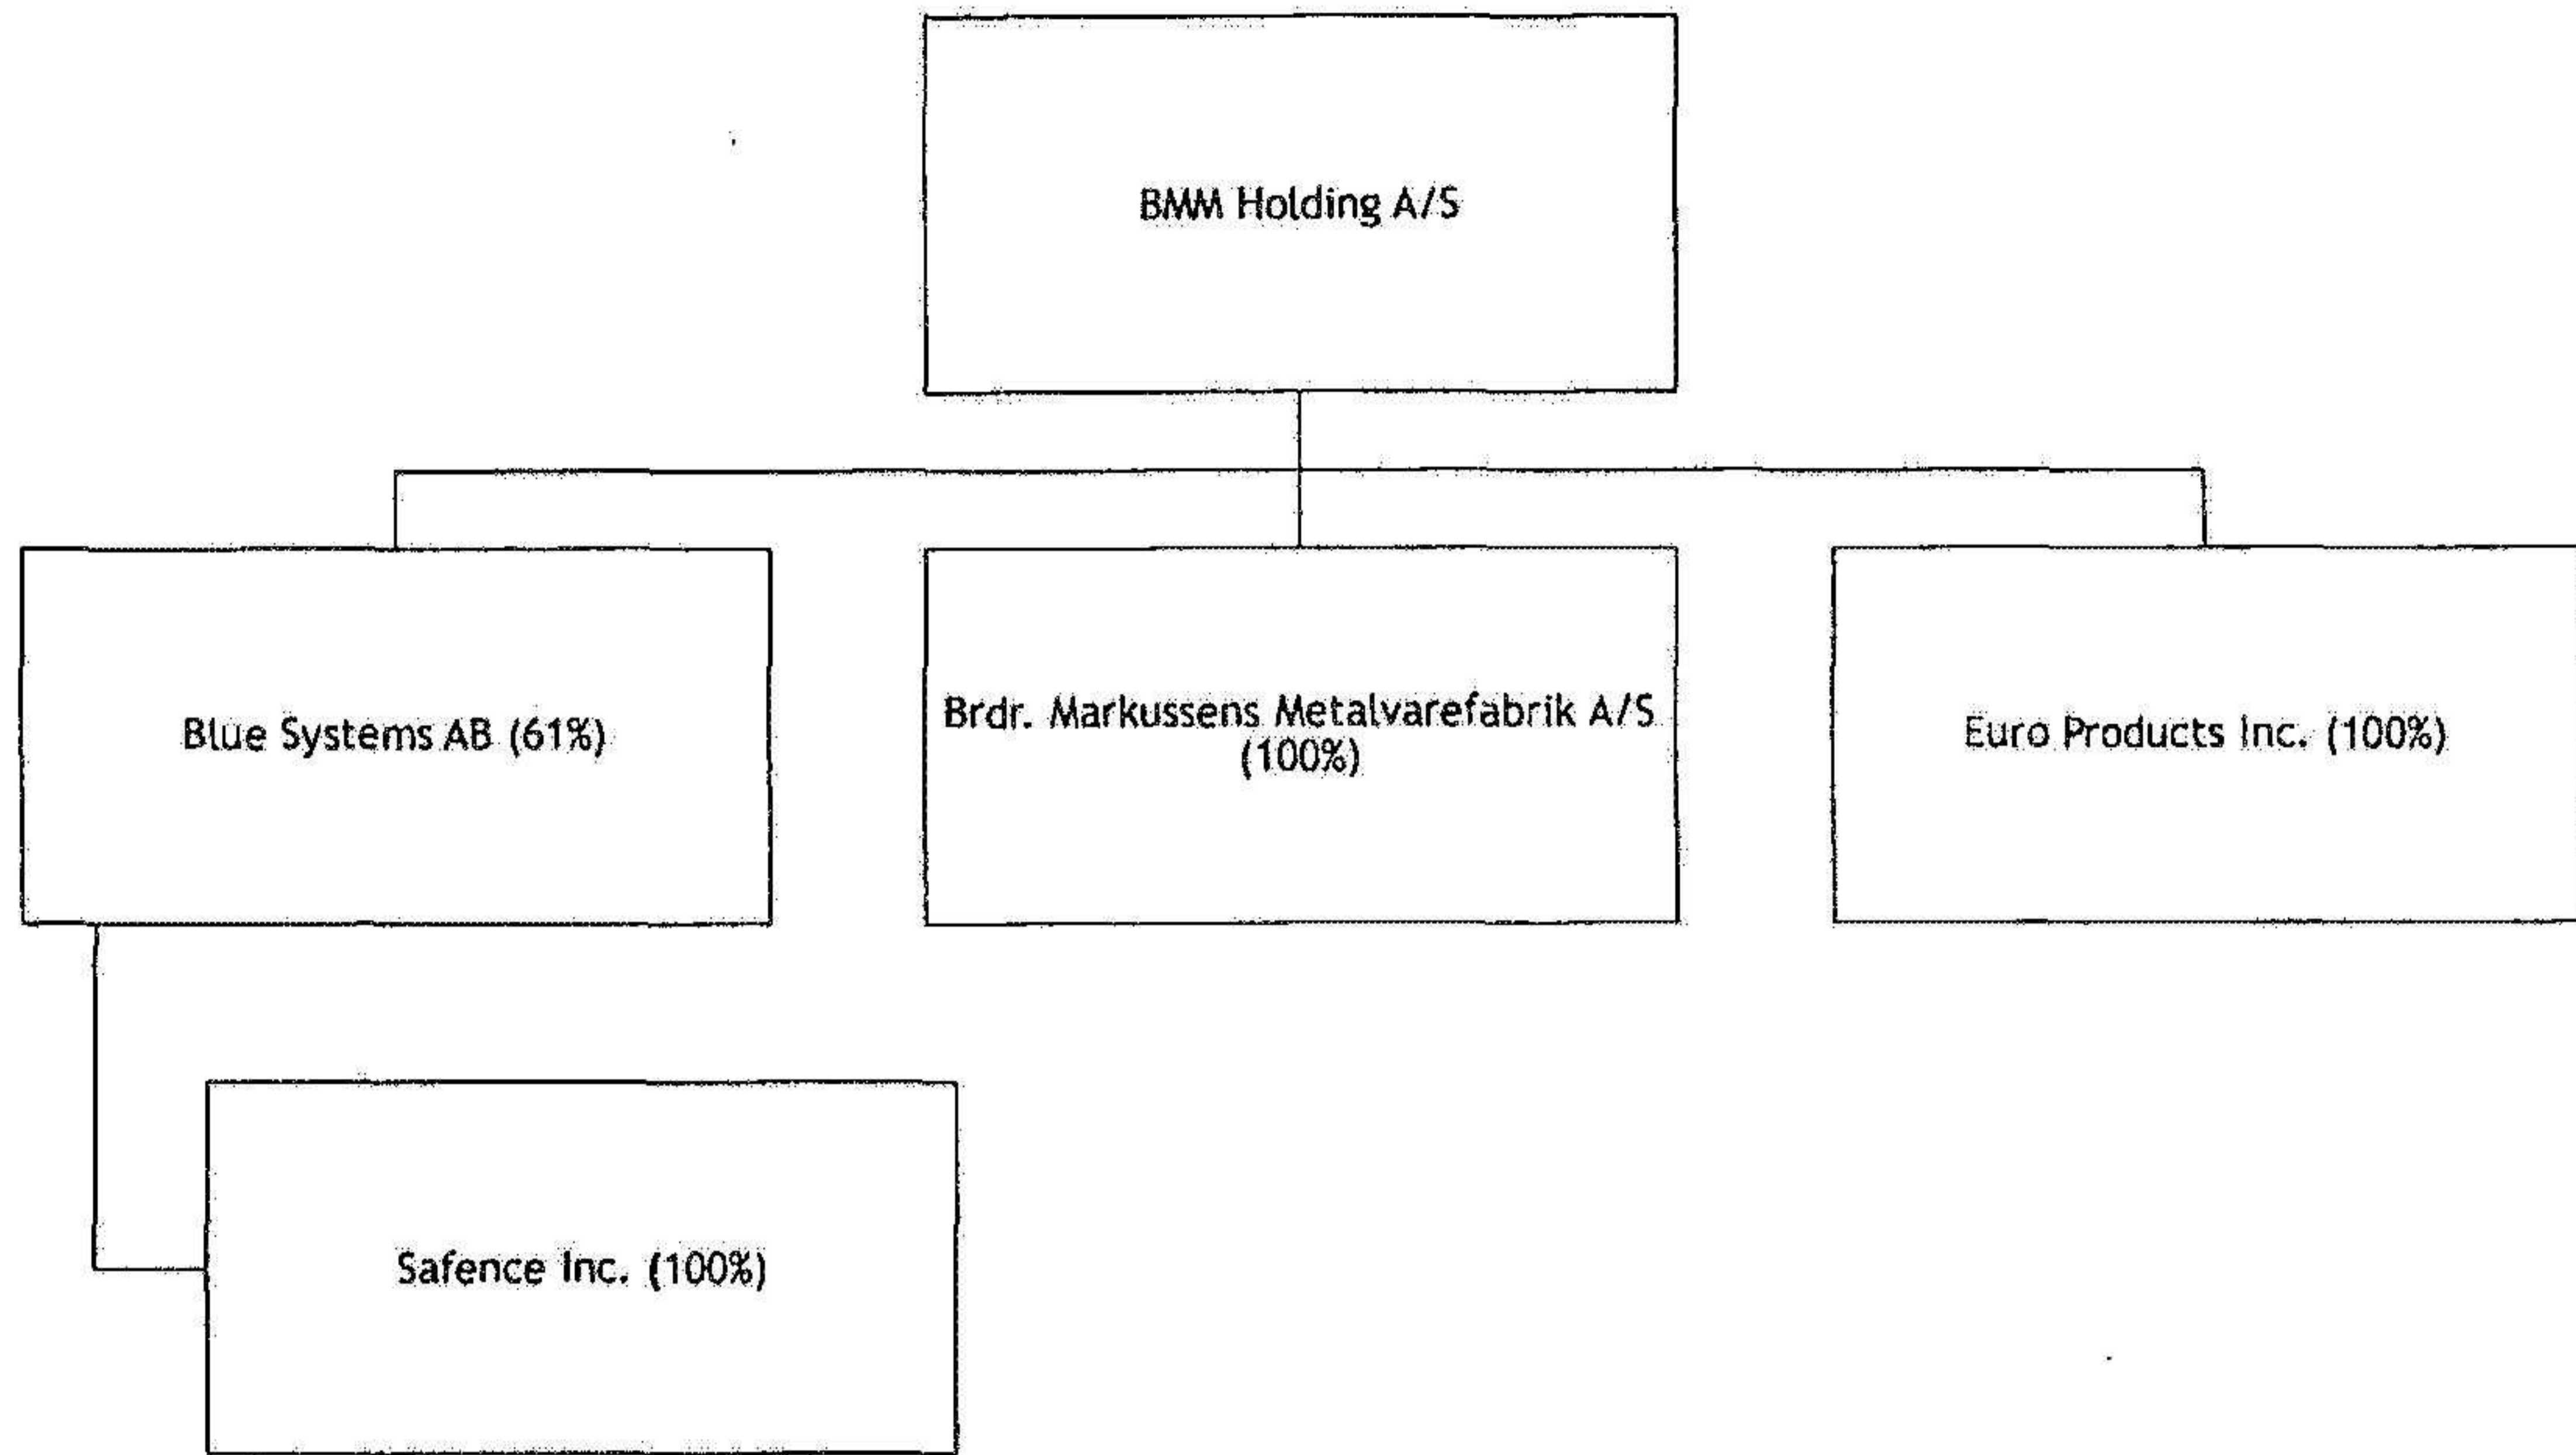 BMM Holding A/S
Blue Systems AB (61%)
Brdr. Markussens Metalvarefabrik A/S
(100%)
Euro Products Inc. (100%)
Safence Inc. (100%)